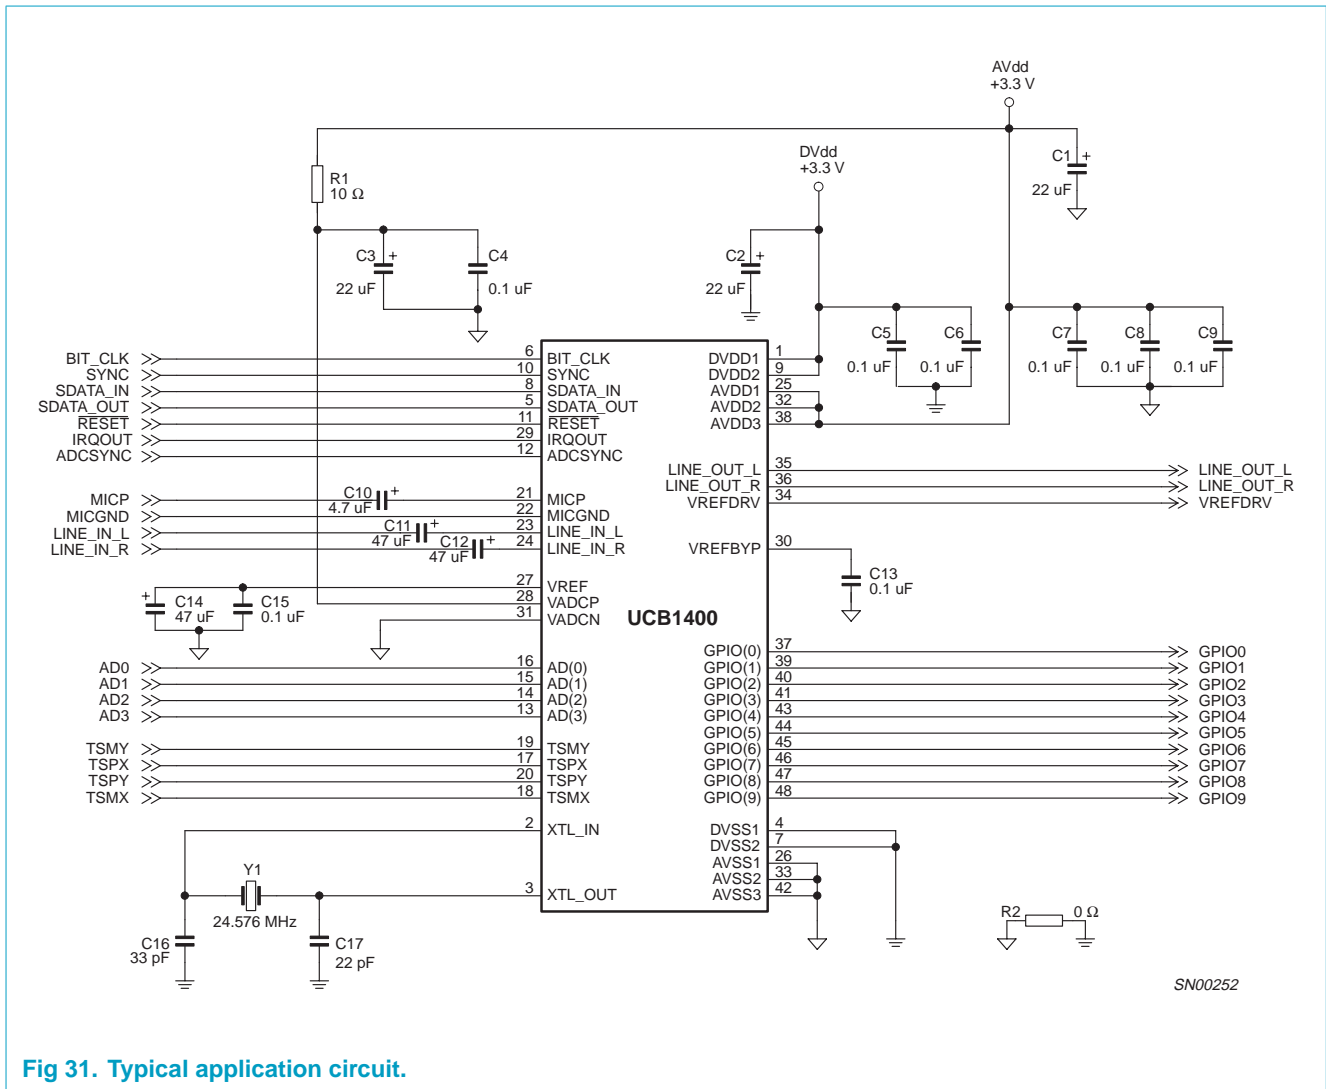 AVdd
+3.3 V
DVdd
+3.3 V
C1
+
22 uF
R1
10 Ω
C3
+
22 uF
C4
0.1 uF
C2
+
22 uF
C5
0.1 uF
C6
0.1 uF
C7
0.1 uF
C8
0.1 uF
C9
0.1 uF
BIT_CLK 6 BIT_CLK
SYNC 10 SYNC
SDATA_IN 8 SDATA_IN
SDATA_OUT 5 SDATA_OUT
RESET 11 RESET
IRQOUT 29 IRQOUT
ADCSYNC 12 ADCSYNC
DVDD1 1
DVDD2 9
AVDD1 25
AVDD2 32
AVDD3 38
LINE_OUT_L 35 LINE_OUT_L
LINE_OUT_R 36 LINE_OUT_R
VREFDRV 34 VREFDRV
MICP C10 + 4.7 uF 21 MICP
MICGND 22 MICGND
LINE_IN_L C11 + 47 uF 23 LINE_IN_L
LINE_IN_R C12 + 47 uF 24 LINE_IN_R
VREFBYP 30
C13
0.1 uF
27 VREF
28 VADCP
31 VADCN
+
C14
47 uF
C15
0.1 uF
UCB1400
AD0 16 AD(0)
AD1 15 AD(1)
AD2 14 AD(2)
AD3 13 AD(3)
TSMY 19 TSMY
TSPX 17 TSPX
TSPY 20 TSPY
TSMX 18 TSMX
GPIO(0) 37 GPIO0
GPIO(1) 39 GPIO1
GPIO(2) 40 GPIO2
GPIO(3) 41 GPIO3
GPIO(4) 43 GPIO4
GPIO(5) 44 GPIO5
GPIO(6) 45 GPIO6
GPIO(7) 46 GPIO7
GPIO(8) 47 GPIO8
GPIO(9) 48 GPIO9
2 XTL_IN
3 XTL_OUT
DVSS1 4
DVSS2 7
AVSS1 26
AVSS2 33
AVSS3 42
Y1
24.576 MHz
C16
33 pF
C17
22 pF
R2 0 Ω
SN00252
Fig 31. Typical application circuit.